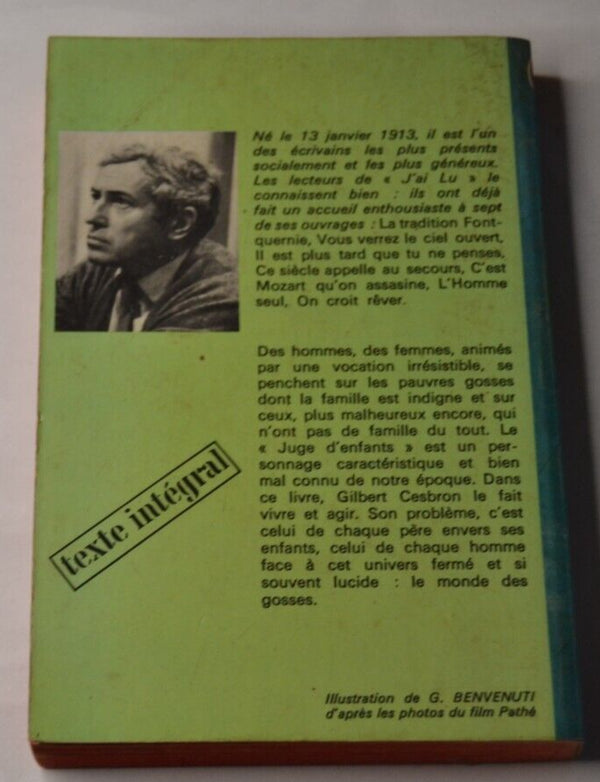 Né le 13 janvier 1913, il est l'un
des écrivains les plus présents
socialement et les plus généreux.
Les lecteurs de « J'ai Lu » le
connaissent bien : ils ont déjà
fait un accueil enthousiaste à sept
de ses ouvrages : La tradition Font-
quernie, Vous verrez le ciel ouvert,
Il est plus tard que tu ne penses,
Ce siècle appelle au secours, C'est
Mozart qu'on assasine, L'Homme
seul, On croit rêver.
Des hommes, des femmes, animés
par une vocation irrésistible, se
penchent sur les pauvres gosses
dont la famille est indigne et sur
ceux, plus malheureux encore, qui
n'ont pas de famille du tout. Le
« Juge d'enfants » est un per-
sonnage caractéristique et bien
mal connu de notre époque. Dans
ce livre, Gilbert Cesbron le fait
vivre et agir. Son problème, c'est
celui de chaque père envers ses
enfants, celui de chaque homme
face à cet univers fermé et si
souvent lucide : le monde des
gosses.
texte intégral
Illustration de G. BENVENUTI
d'après les photos du film Pathé